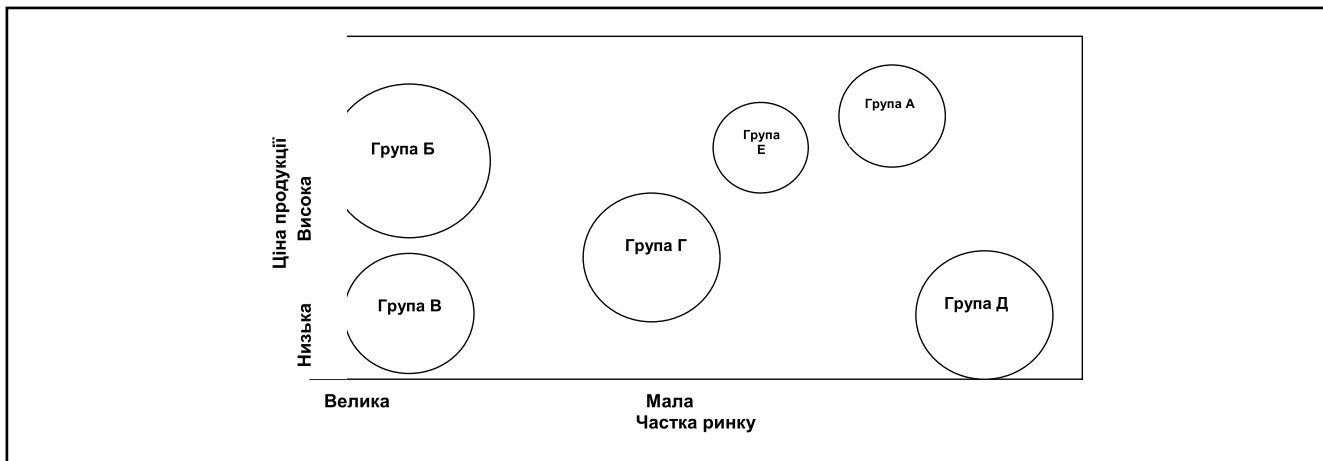 Ціна продукції
Висока
Низька
Група Б
Група В
Група Г
Група
Е
Група А
Група Д
Велика
Мала
Частка ринку